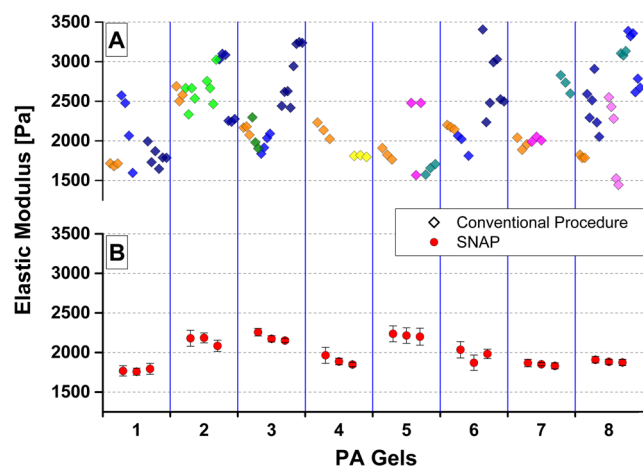 A
3500
3000
2500
2000
1500
Elastic Modulus [Pa]
Conventional Procedure
SNAP
B
3500
3000
2500
2000
1500
1 2 3 4 5 6 7 8
PA Gels